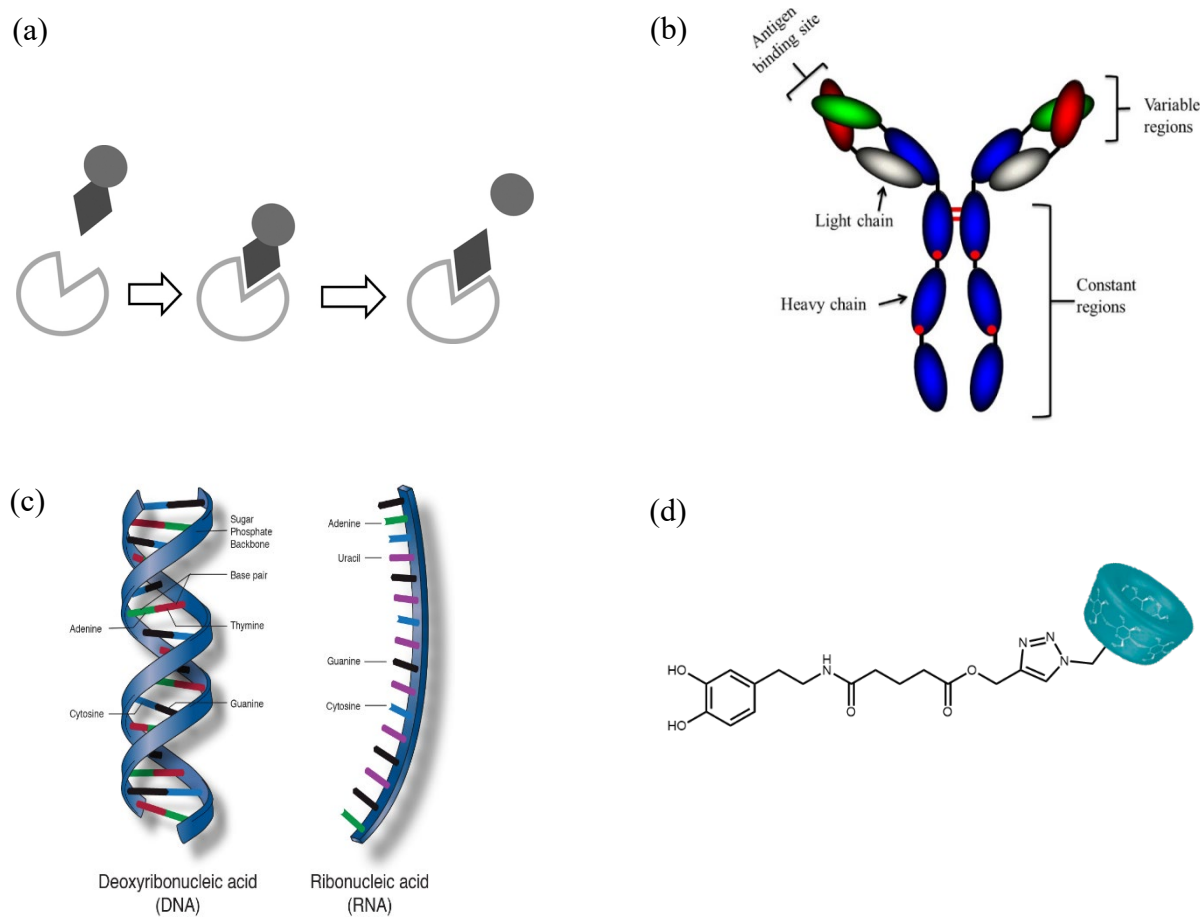 (a)
(b)
Antigen
binding site
Variable
regions
Light chain
Heavy chain
Constant
regions
(c)
Sugar
Phosphate
Backbone
Base pair
Adenine
Thymine
Cytosine
Guanine
Deoxyribonucleic acid
(DNA)
Adenine
Uracil
Guanine
Cytosine
Ribonucleic acid
(RNA)
(d)
HO
HO
H
N
O
O
O
N
N
N